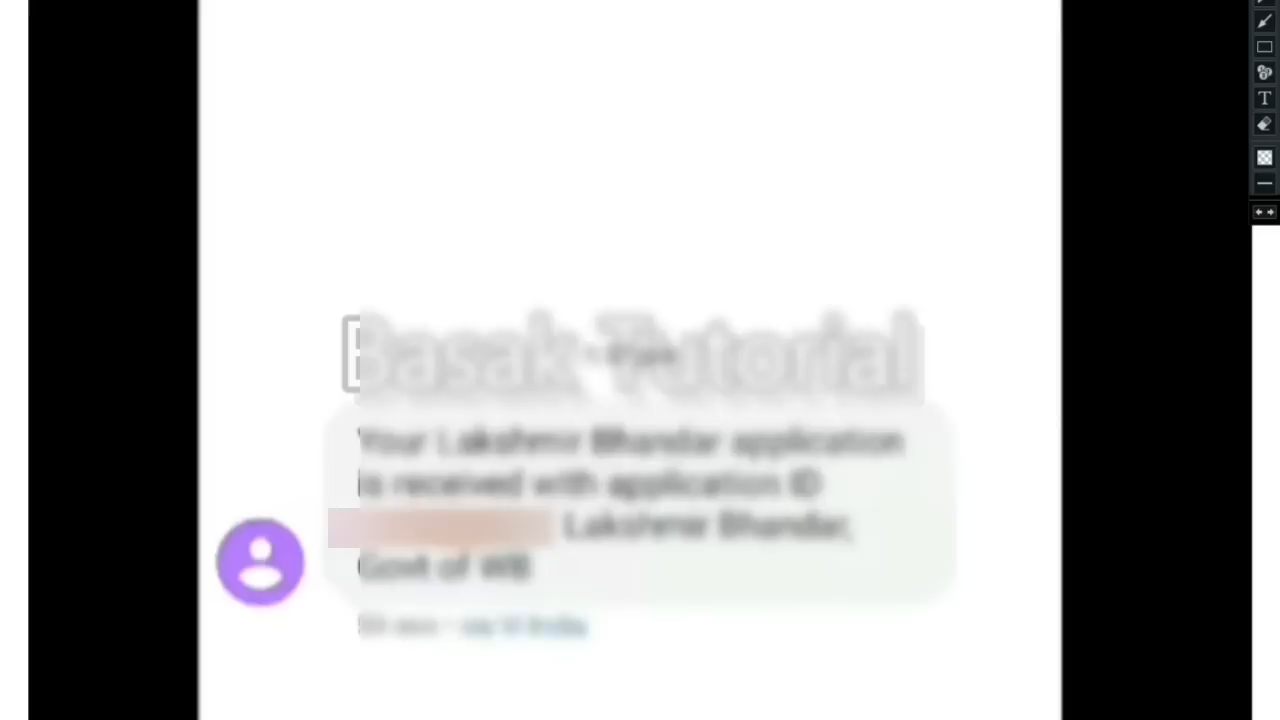 Basak Tutorial
Your Lakshmir Bhandar application
is received with application ID
Lakshmir Bhandar,
Govt of WB
T